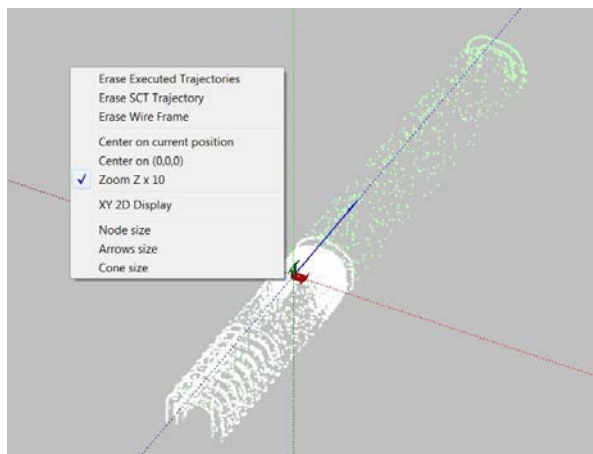 Erase Executed Trajectories
Erase SCT Trajectory
Erase Wire Frame
Center on current position
Center on (0,0,0)
Zoom Z x 10
XY 2D Display
Node size
Arrows size
Cone size